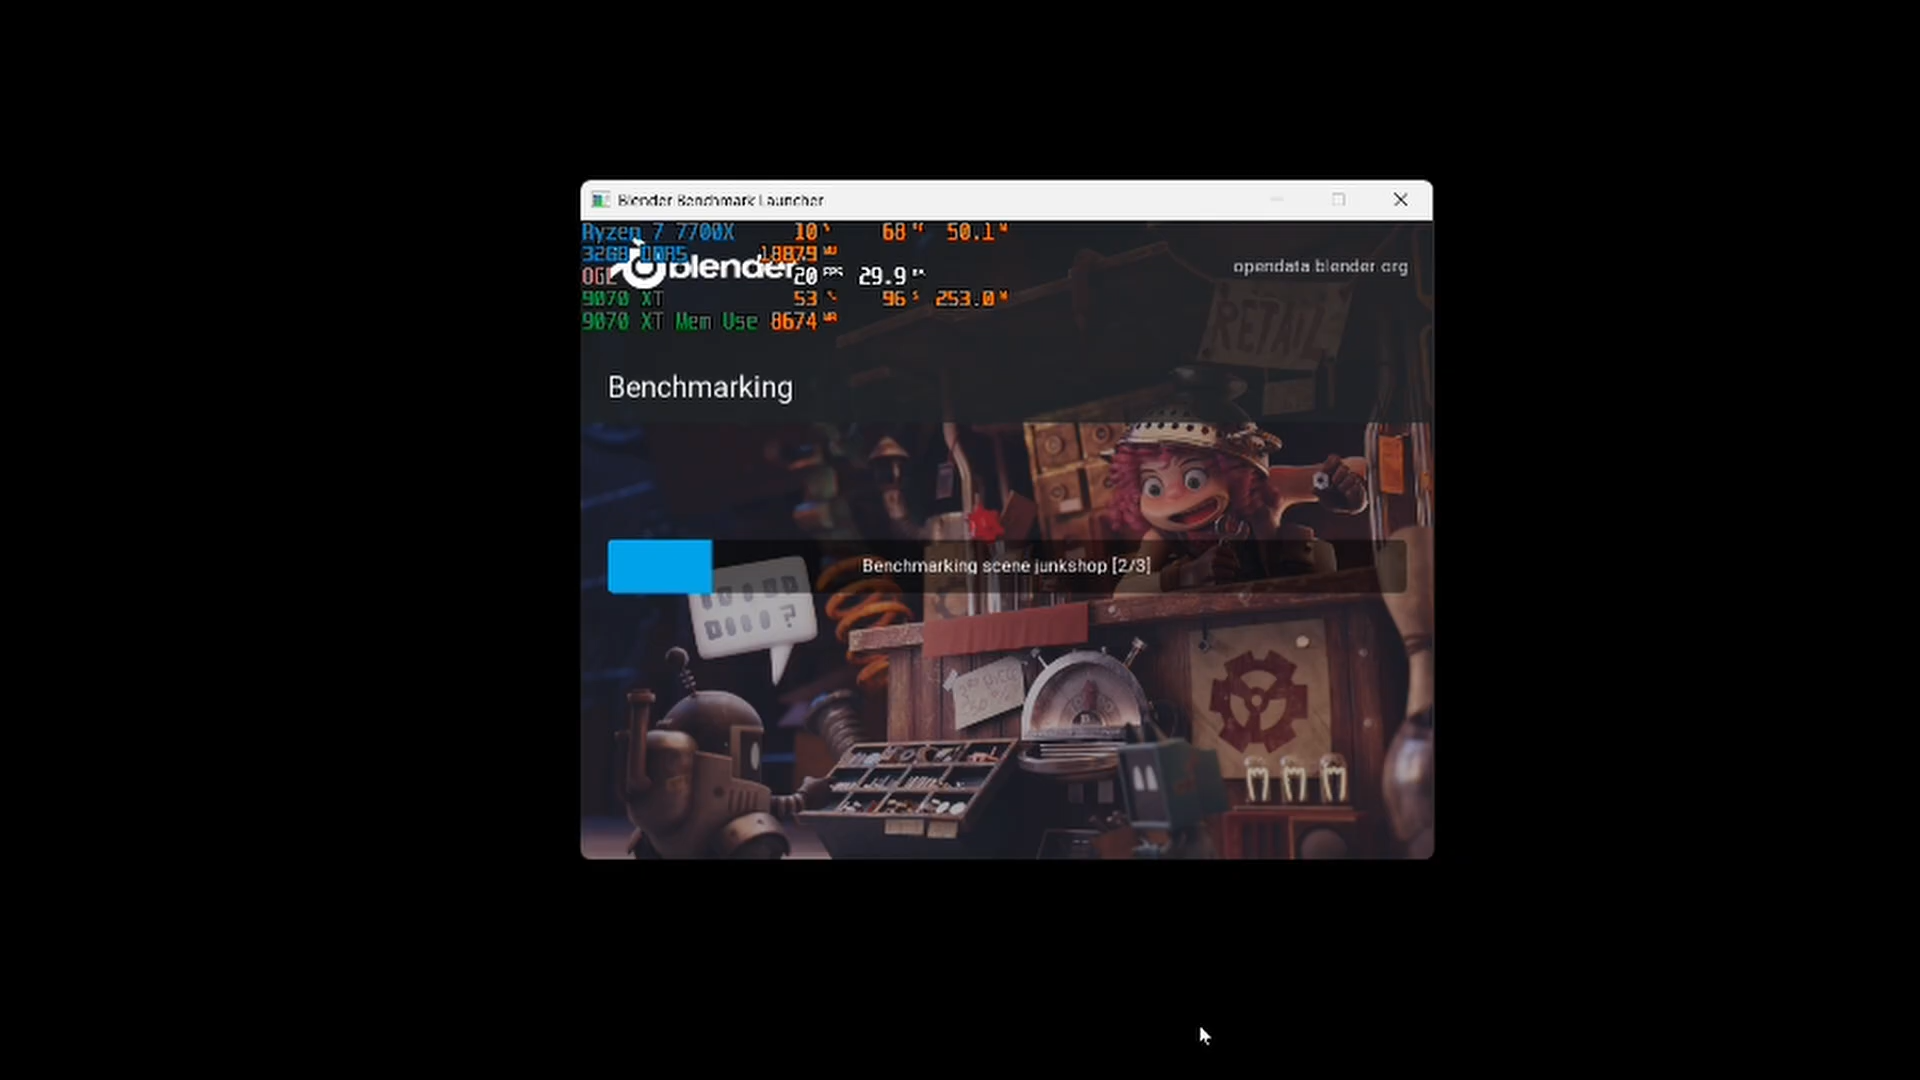 Blender Benchmark Launcher
Ryzen 7 7700X 10 % 68 50.1 W
32GB DDR5 18879
blender
20 FPS 29.9
opendata.blender.org
9070 XT 53 % 96 253.0 W
9070 XT Mem Use 8674
RETAIL
Benchmarking
Benchmarking scene junkshop [2/3]
?